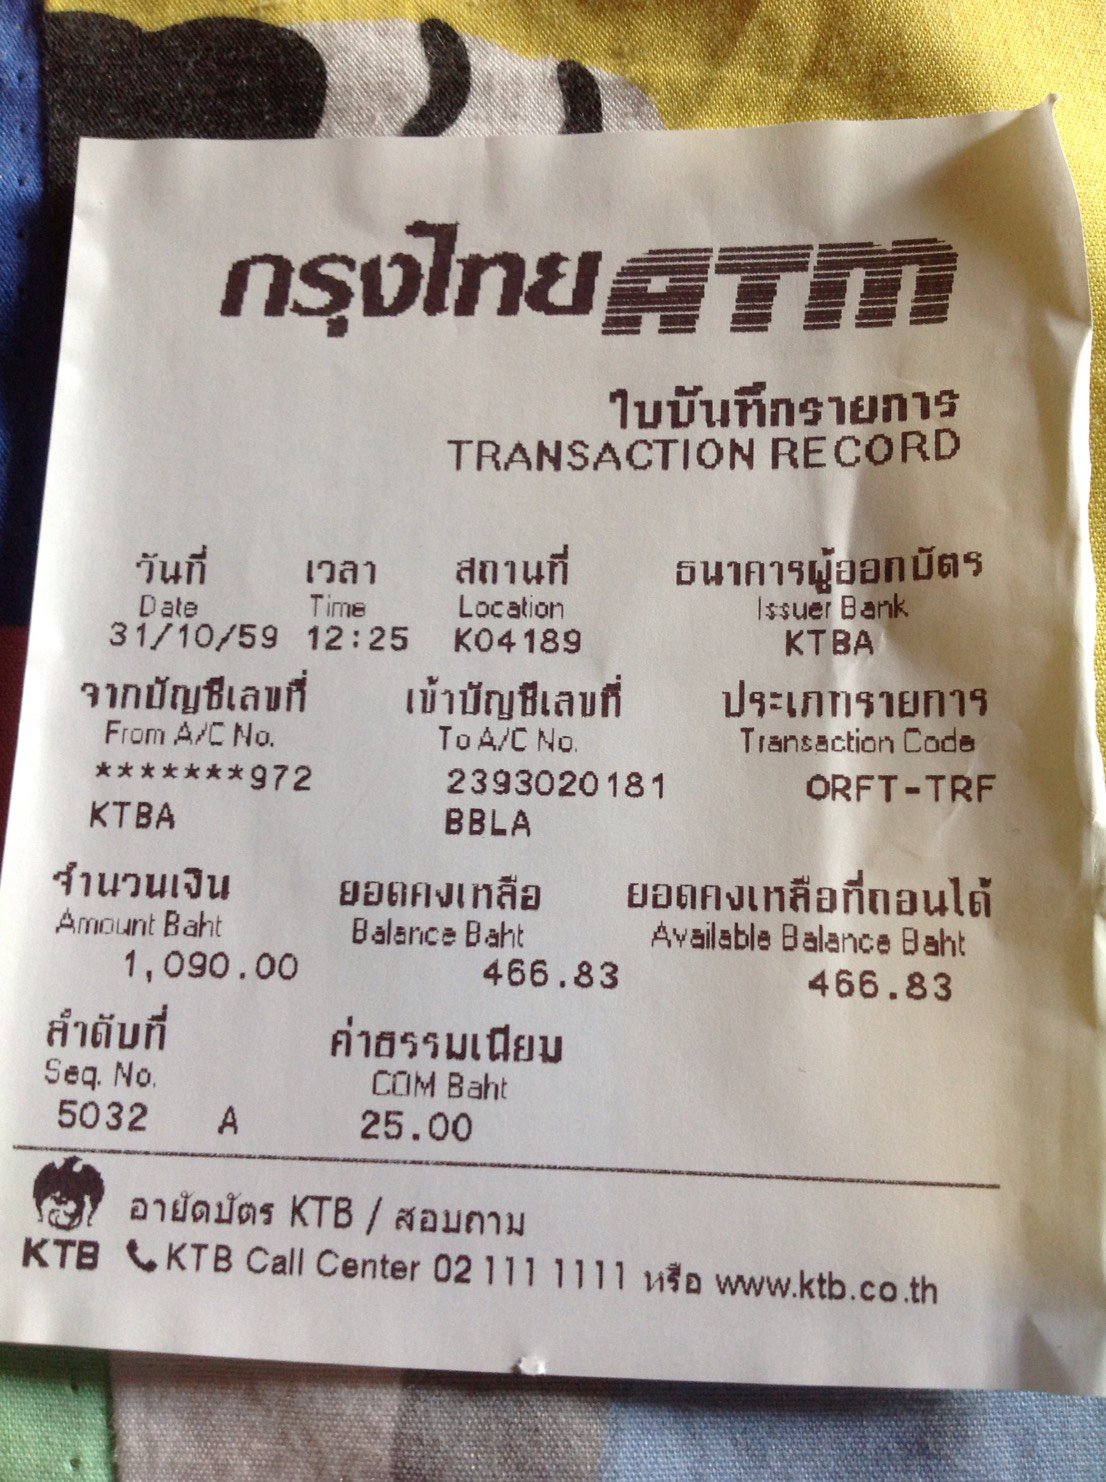 กรุงไทย ATM
ใบบันทึกรายการ
TRANSACTION RECORD
วันที่ เวลา สถานที่ ธนาคารผู้ออกบัตร
Date Time Location Issuer Bank
31/10/59 12:25 K04189 KTBA
จากบัญชีเลขที่ เข้าบัญชีเลขที่ ประเภทรายการ
From A/C No. To A/C No. Transaction Code
*******972 2393020181 ORFT-TRF
KTBA BBLA
จำนวนเงิน ยอดคงเหลือ ยอดคงเหลือที่ถอนได้
Amount Baht Balance Baht Available Balance Baht
1,090.00 466.83 466.83
ลำดับที่ ค่าธรรมเนียม
Seq. No. COM Baht
5032 A 25.00
อายัดบัตร KTB / สอบถาม
KTB KTB Call Center 02 111 1111 หรือ www.ktb.co.th